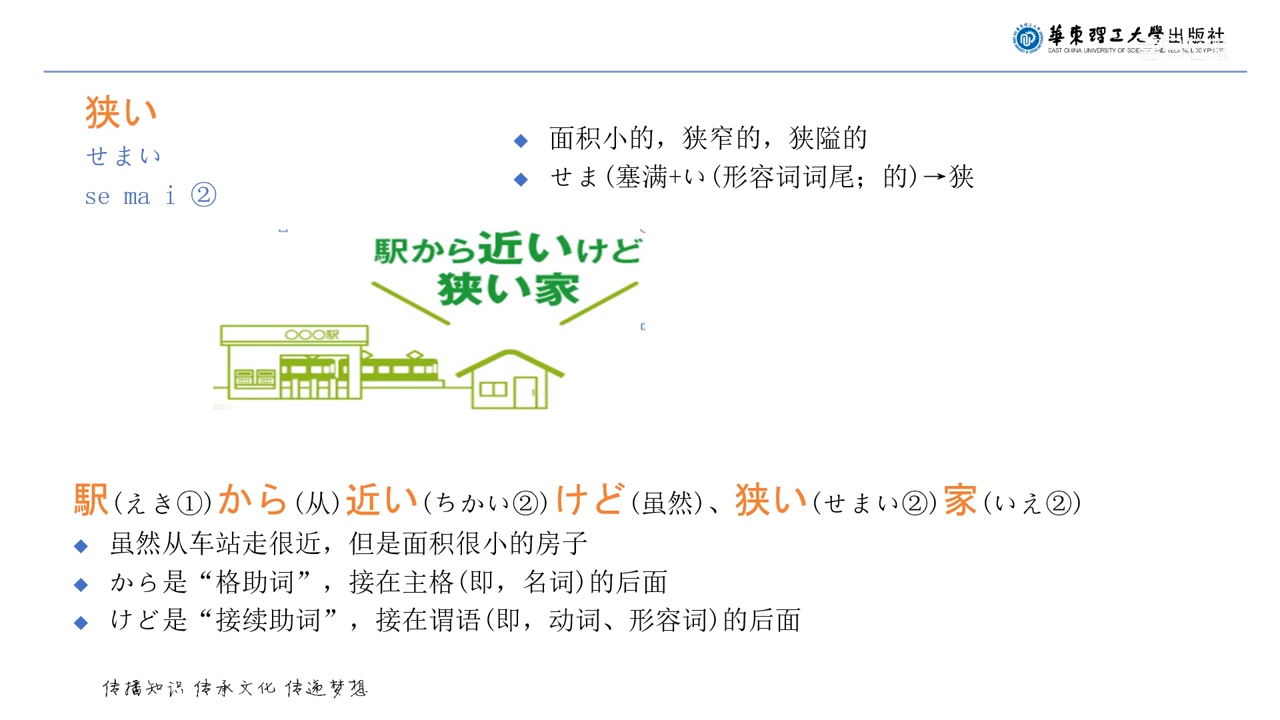 華東理工大學出版社
狭い
せまい
se ma i ②
◆ 面积小的，狭窄的，狭隘的
◆ せま(塞满+い(形容词词尾；的)→狭
駅から近いけど
狭い家
〇〇〇駅
駅(えき①)から(从)近い(ちかい②)けど(虽然)、狭い(せまい②)家(いえ②)
◆ 虽然从车站走很近，但是面积很小的房子
◆ から是“格助词”，接在主格(即，名词)的后面
◆ けど是“接续助词”，接在谓语(即，动词、形容词)的后面
传播知识 传承文化 传递梦想